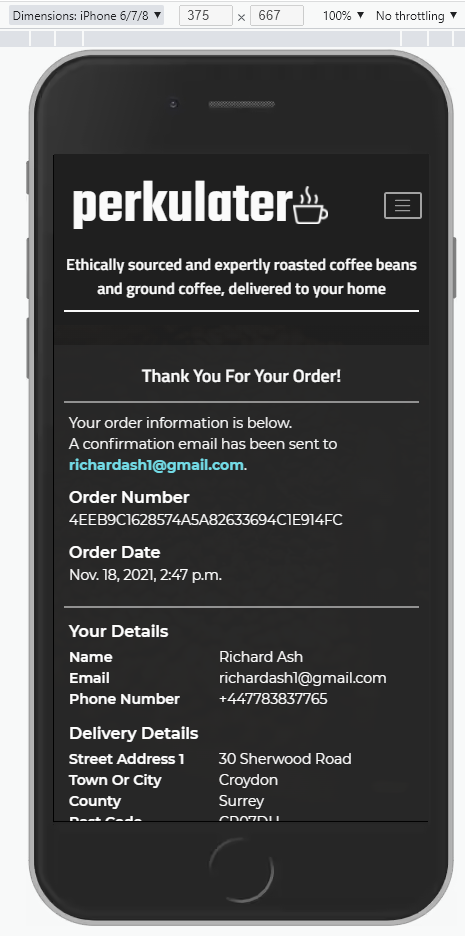 Dimensions: iPhone 6/7/8 ▼ 375 × 667 100% ▼ No throttling ▼
perkulater
Ethically sourced and expertly roasted coffee beans
and ground coffee, delivered to your home
Thank You For Your Order!
Your order information is below.
A confirmation email has been sent to
richardash1@gmail.com.
Order Number
4EEB9C1628574A5A82633694C1E914FC
Order Date
Nov. 18, 2021, 2:47 p.m.
Your Details
Name Richard Ash
Email richardash1@gmail.com
Phone Number +447783837765
Delivery Details
Street Address 1 30 Sherwood Road
Town Or City Croydon
County Surrey
Post Code